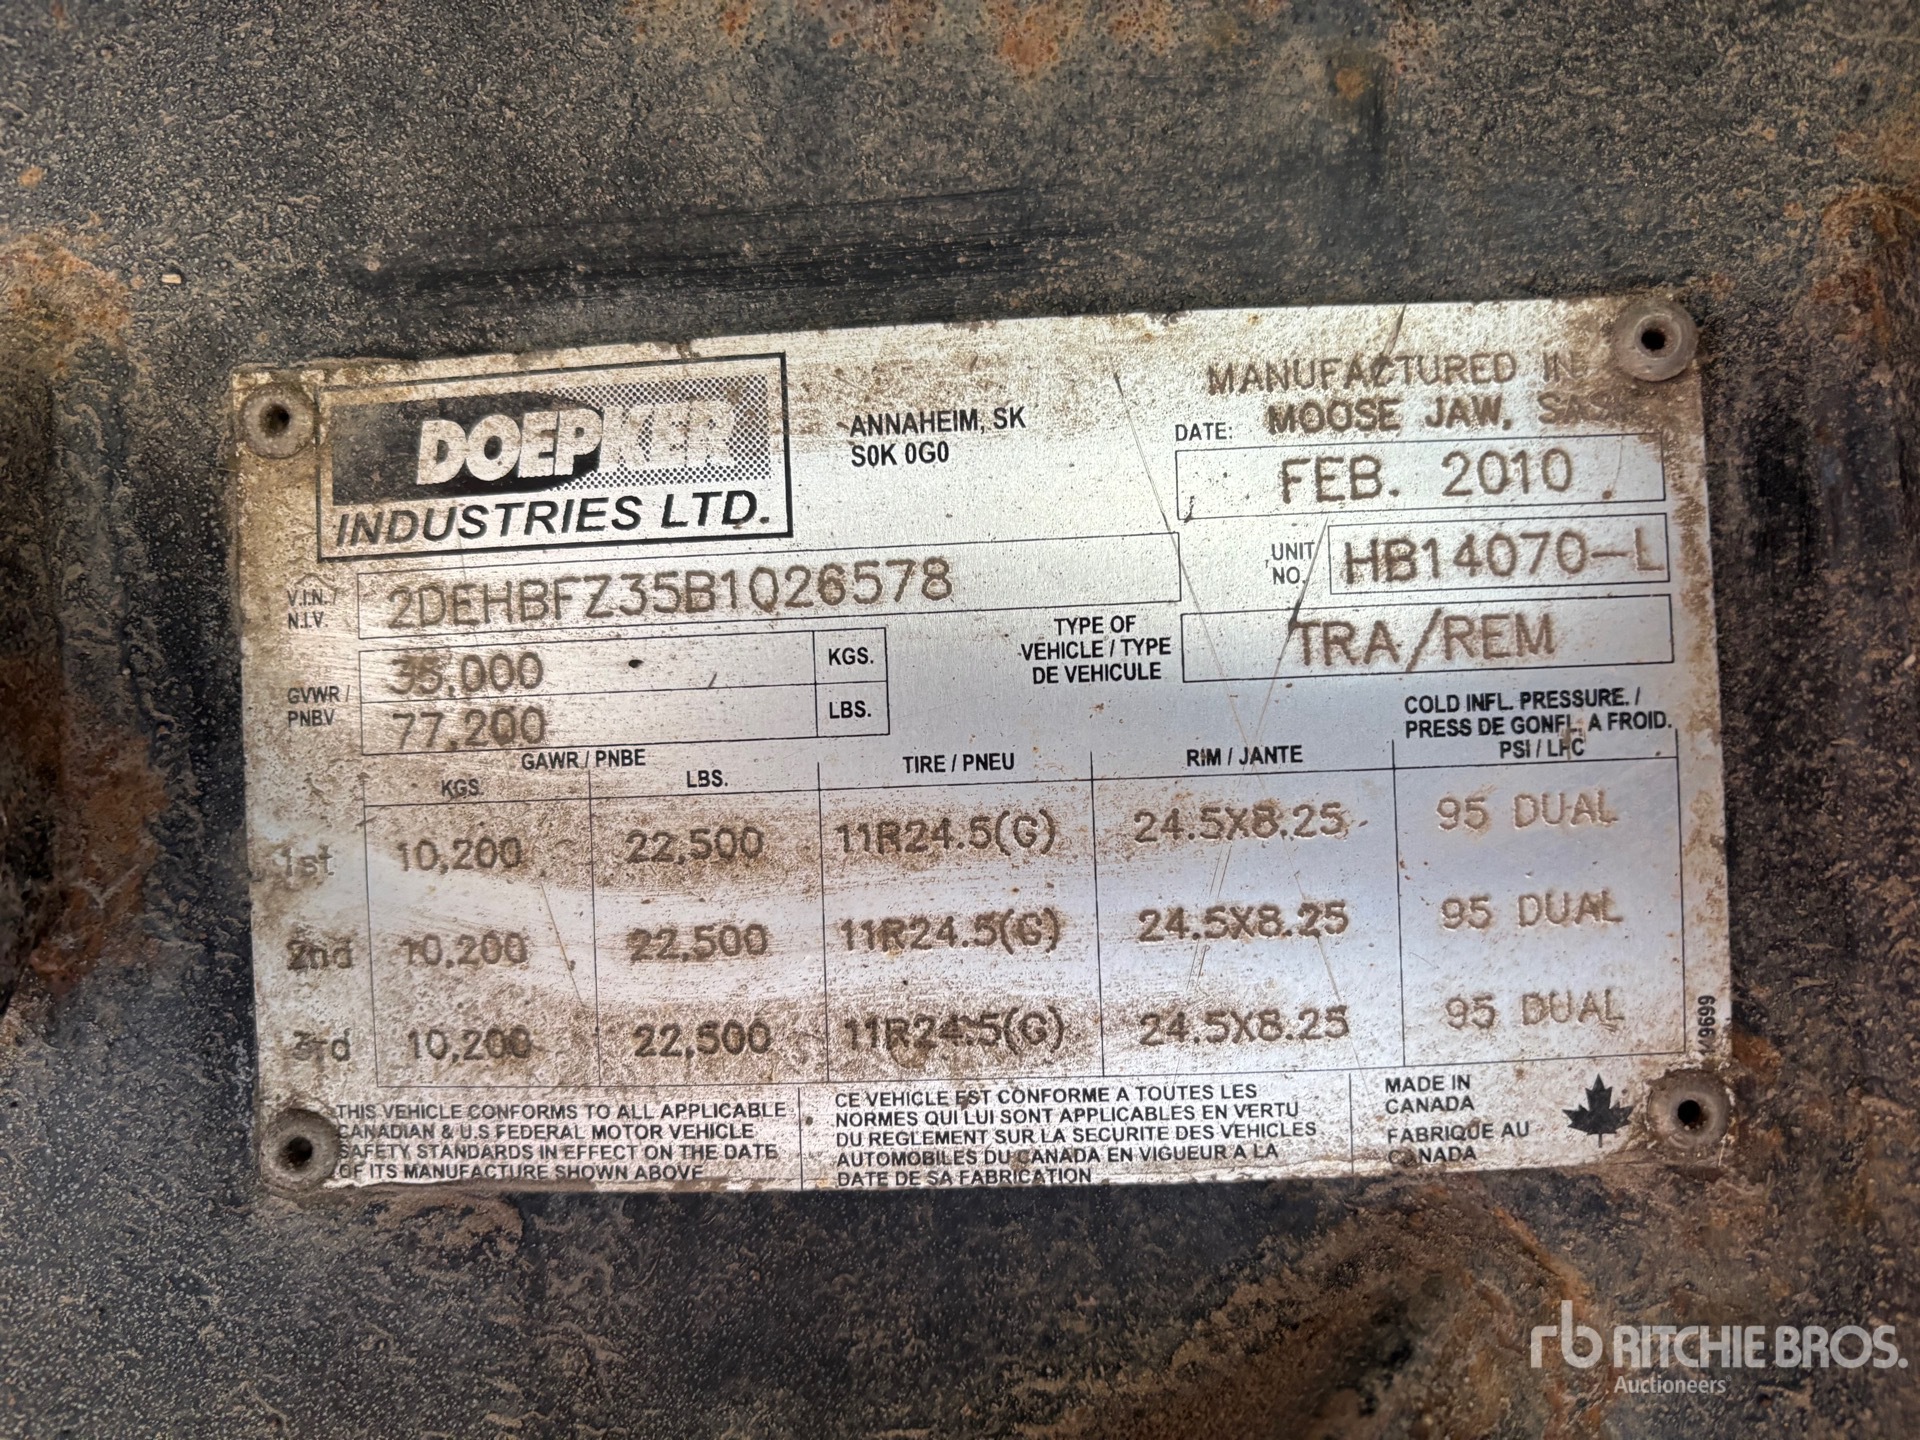 DOEPKER
INDUSTRIES LTD.
ANNAHEIM, SK
S0K 0G0
MANUFACTURED IN
MOOSE JAW, SAS
DATE:
FEB. 2010
UNIT NO.
HB14070-L
V.I.N. / N.I.V.
2DEHBFZ35B1026578
TYPE OF
VEHICLE / TYPE
DE VEHICULE
TRA/REM
GVWR /
PNBV
35,000 KGS.
77,200 LBS.
COLD INFL. PRESSURE. /
PRESS DE GONFL. A FROID.
PSI / LPC
GAWR / PNBE
KGS. LBS. TIRE / PNEU RIM / JANTE
1st 10,200 22,500 11R24.5(G) 24.5X8.25 95 DUAL
2nd 10,200 22,500 11R24.5(G) 24.5X8.25 95 DUAL
3rd 10,200 22,500 11R24.5(G) 24.5X8.25 95 DUAL
THIS VEHICLE CONFORMS TO ALL APPLICABLE
CANADIAN & U.S FEDERAL MOTOR VEHICLE
SAFETY STANDARDS IN EFFECT ON THE DATE
OF ITS MANUFACTURE SHOWN ABOVE
CE VEHICLE EST CONFORME A TOUTES LES
NORMES QUI LUI SONT APPLICABLES EN VERTU
DU REGLEMENT SUR LA SECURITE DES VEHICLES
AUTOMOBILES DU CANADA EN VIGUEUR A LA
DATE DE SA FABRICATION
MADE IN
CANADA
FABRIQUE AU
CANADA
rb RITCHIE BROS.
Auctioneers